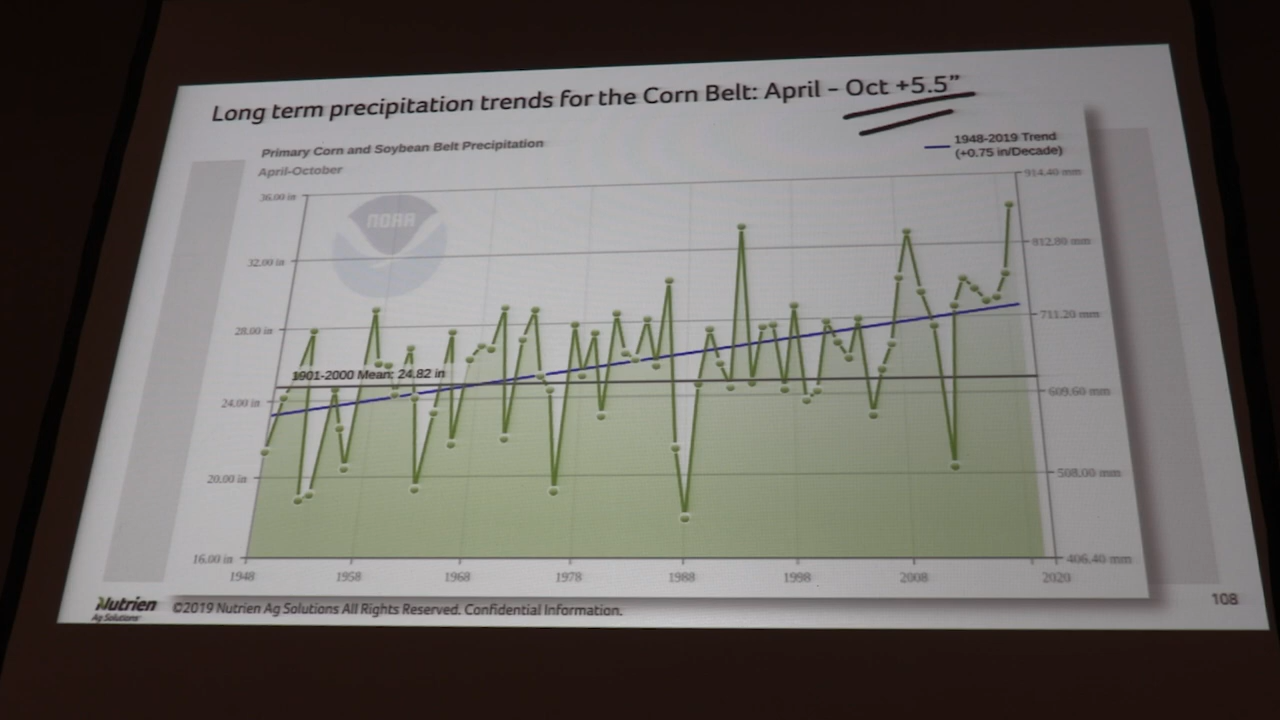 Long term precipitation trends for the Corn Belt: April – Oct +5.5”
Primary Corn and Soybean Belt Precipitation
April-October
1948-2019 Trend
(+0.75 in/Decade)
36.00 in
914.40 mm
NOAA
32.00 in
812.80 mm
28.00 in
711.20 mm
1901-2000 Mean: 24.82 in
24.00 in
609.60 mm
20.00 in
508.00 mm
16.00 in
406.40 mm
1948 1958 1968 1978 1988 1998 2008 2020
Nutrien
Ag Solutions
©2019 Nutrien Ag Solutions All Rights Reserved. Confidential Information.
108